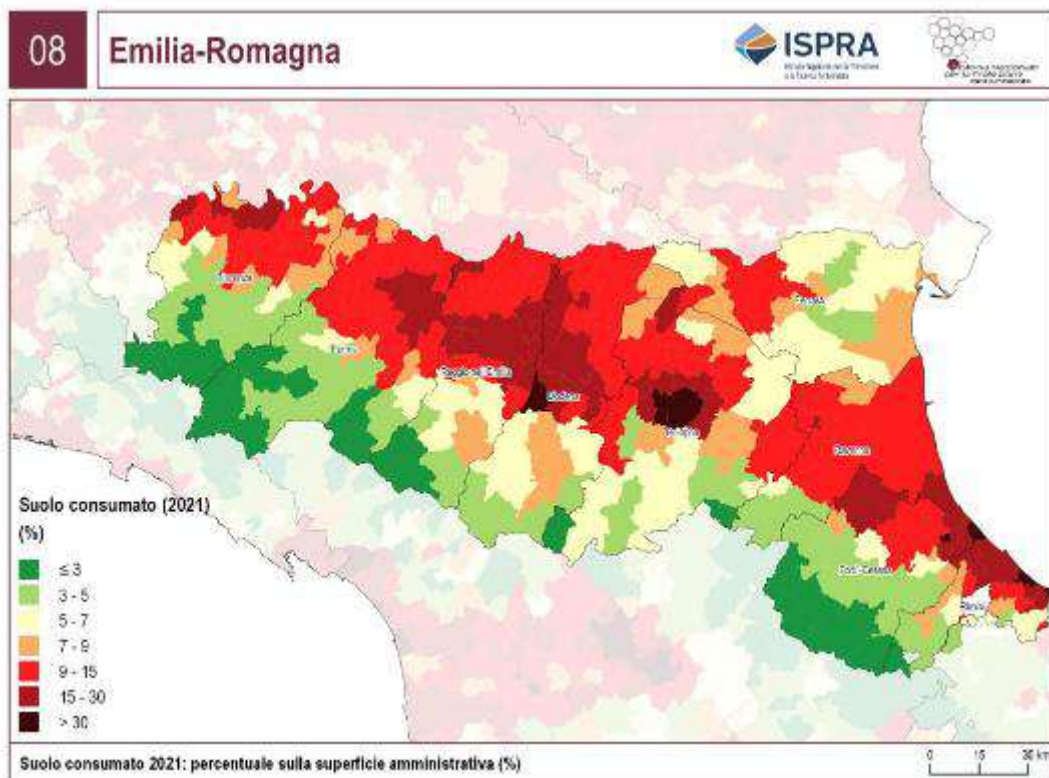 08
Emilia-Romagna
ISPRA
Ferrara
Parma
Reggio nell'Emilia
Modena
Bologna
Ravenna
Forlì-Cesena
Rimini
Suolo consumato (2021)
(%)
≤ 3
3 - 5
5 - 7
7 - 9
9 - 15
15 - 30
> 30
Suolo consumato 2021: percentuale sulla superficie amministrativa (%)
0 15 30 km